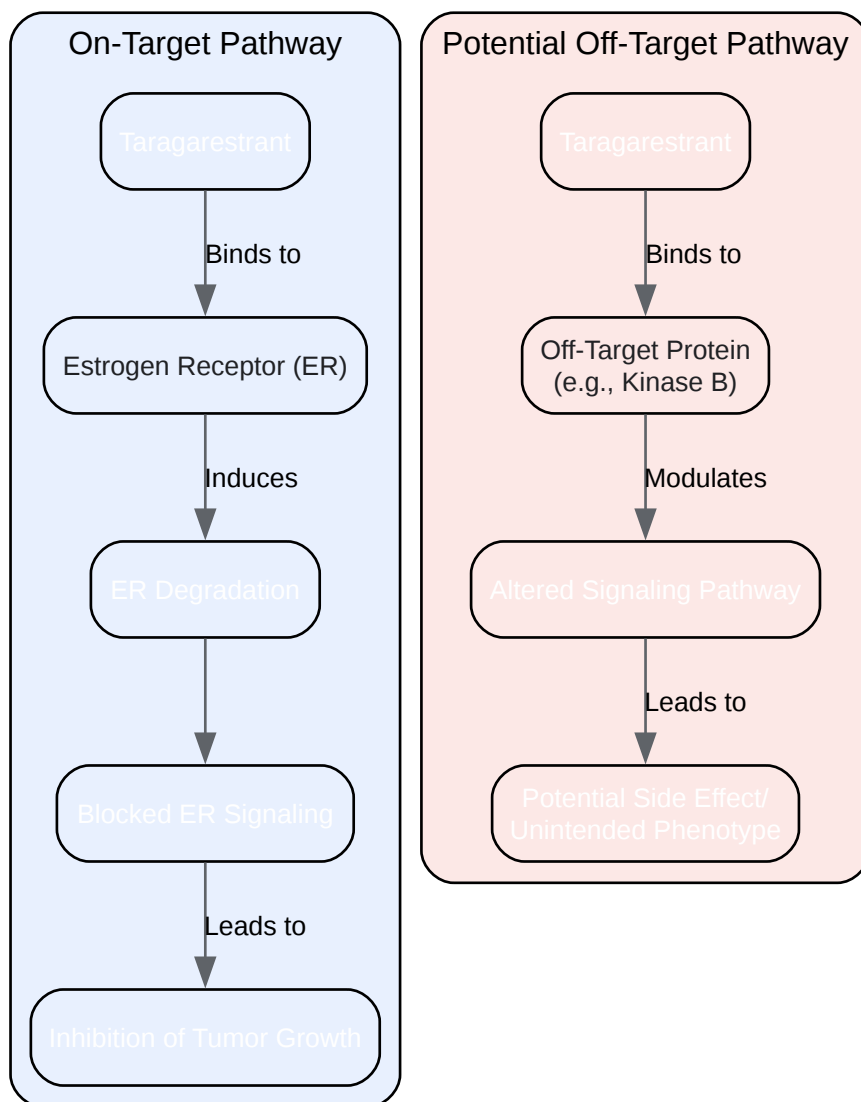 On-Target Pathway
Taragarestrant
Binds to
Estrogen Receptor (ER)
Induces
ER Degradation
Blocked ER Signaling
Leads to
Inhibition of Tumor Growth
Potential Off-Target Pathway
Taragarestrant
Binds to
Off-Target Protein
(e.g., Kinase B)
Modulates
Altered Signaling Pathway
Leads to
Potential Side Effect/
Unintended Phenotype